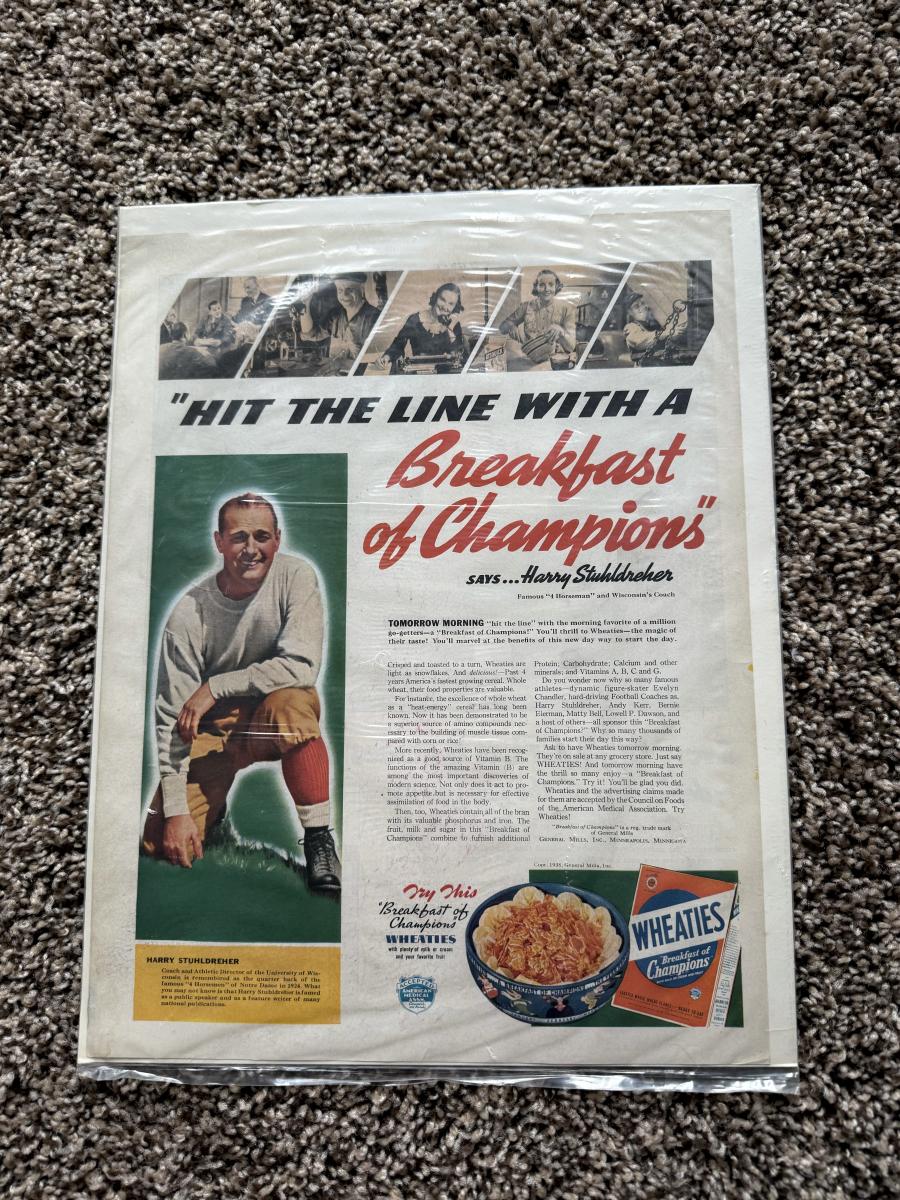 "HIT THE LINE WITH A
Breakfast
of Champions"
SAYS...Harry Stuhldreher
Famous "4 Horseman" and Wisconsin's Coach
TOMORROW MORNING "hit the line" with the morning favorite of a million
go-getters—a "Breakfast of Champions!" You'll thrill to Wheaties—the magic of
their taste! You'll marvel at the benefits of this new day way to start the day.
Crisped and toasted to a turn, Wheaties are
light as snowflakes. And delicious!—Past 4
years America's fastest growing cereal. Whole
wheat, their food properties are valuable.
For instance, the excellence of whole wheat
as a "heat-energy" cereal has long been
known. Now it has been demonstrated to be
a superior source of amino compounds nec-
essary to the building of muscle tissue com-
pared with corn or rice!
More recently, Wheaties have been recog-
nized as a good source of Vitamin B. The
functions of the amazing Vitamin (B) are
among the most important discoveries of
modern science. Not only does it act to pro-
mote appetite but is necessary for effective
assimilation of food in the body.
Then, too, Wheaties contain all of the bran
with its valuable phosphorus and iron. The
fruit, milk and sugar in this "Breakfast of
Champions" combine to furnish additional
Protein; Carbohydrate; Calcium and other
minerals; and Vitamins A, B, C and G.
Do you wonder now why so many famous
athletes—dynamic figure-skater Evelyn
Chandler, hard-driving Football Coaches as,
Harry Stuhldreher, Andy Kerr, Bernie
Bierman, Matty Bell, Lowell P. Dawson, and
a host of others—all sponsor this "Breakfast
of Champions?" Why so many thousands of
families start their day this way?
Ask to have Wheaties tomorrow morning.
They're on sale at any grocery store. Just say
WHEATIES! And tomorrow morning have
the thrill so many enjoy—a "Breakfast of
Champions." Try it! You'll be glad you did.
Wheaties and the advertising claims made
for them are accepted by the Council on Foods
of the American Medical Association. Try
Wheaties!
"Breakfast of Champions" is a reg. trade mark
of General Mills
GENERAL MILLS, INC., MINNEAPOLIS, MINNESOTA
Copr. 1938, General Mills, Inc.
Try This
"Breakfast of
Champions"
WHEATIES
with plenty of milk or cream
and your favorite fruit
ACCEPTED
AMERICAN
MEDICAL
ASSN.
BREAKFAST OF CHAMPIONS
WHEATIES
Breakfast of
Champions
HARRY STUHLDREHER
Coach and Athletic Director of the University of Wis-
consin is remembered as the quarter back of the
famous "4 Horsemen" of Notre Dame in 1924. What
you may not know is that Harry Stuhldreher is famed
as a public speaker and as a feature writer of many
national publications.